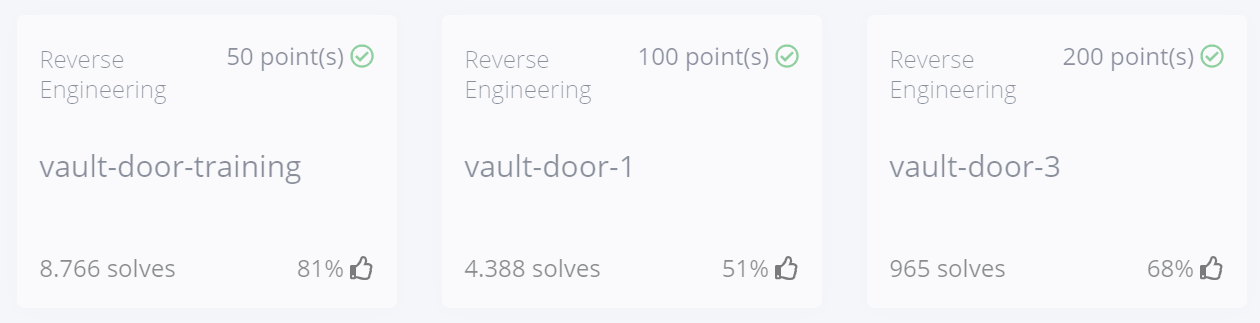 Reverse
Engineering
50 point(s)
vault-door-training
8.766 solves
81%
Reverse
Engineering
100 point(s)
vault-door-1
4.388 solves
51%
Reverse
Engineering
200 point(s)
vault-door-3
965 solves
68%